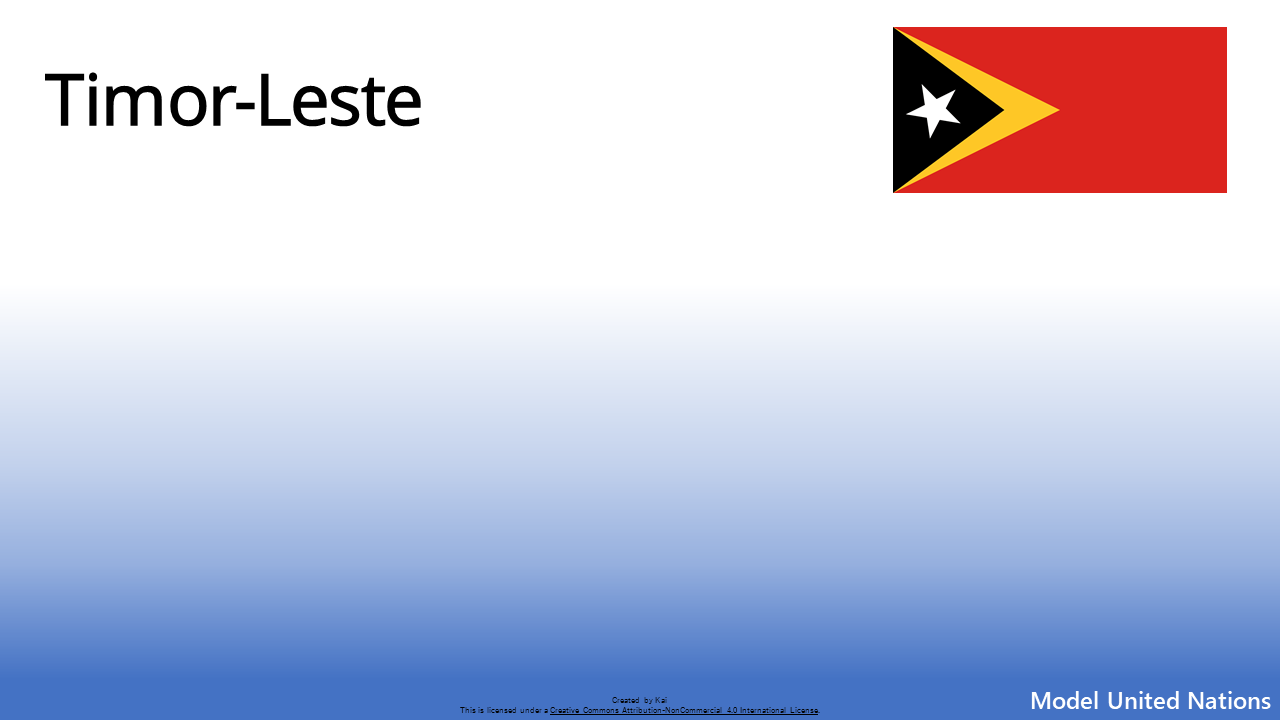 Timor-Leste
Created by Kai
This is licensed under a Creative Commons Attribution-NonCommercial 4.0 International License.
Model United Nations